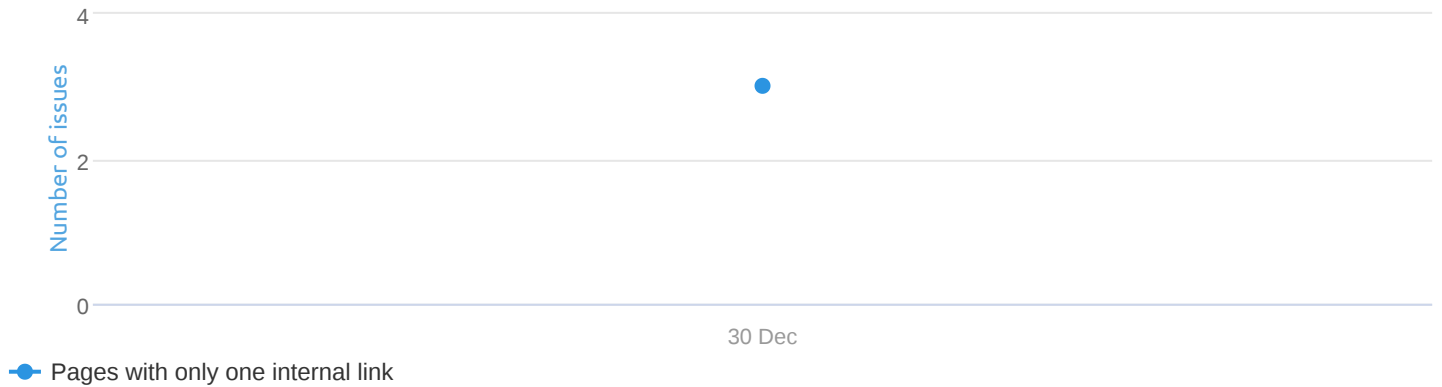 4
Number of issues
2
0
30 Dec
Pages with only one internal link